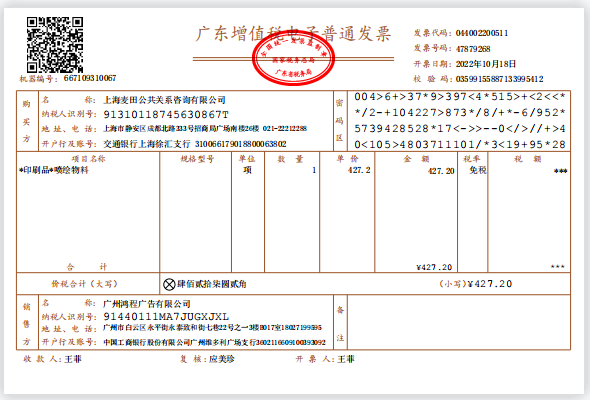 广东增值税电子普通发票
全国统一发票监制章
国家税务总局
广东省税务局
发票代码: 044002200511
发票号码: 47879268
开票日期: 2022年10月18日
校 验 码: 03599155887133995412
机器编号: 667109310067
购买方
名 称: 上海麦田公共关系咨询有限公司
纳税人识别号: 91310118745630867T
地 址、电 话: 上海市静安区成都北路333号招商局广场南楼26楼 021-22212288
开户行及账号: 交通银行上海徐汇支行 310066179018800063802
密码区
004>6+>37*9>397<4*515>+<2<<*
*/2-+104227>873*/8/+*-6/952*
5739428528*17<->>--0</>//+>4
0<105>4803711101/*3<19+95*28
项目名称 规格型号 单位 数 量 单 价 金 额 税率 税 额
*印刷品*喷绘物料 项 1 427.2 427.20 免税 ***
合 计 ¥427.20 ***
价税合计（大写） ⊗肆佰贰拾柒圆贰角 （小写）¥427.20
销售方
名 称: 广州鸿程广告有限公司
纳税人识别号: 91440111MA7JUGXJXL
地 址、电 话: 广州市白云区永平街永泰致和街七巷22号之一3楼B017室18027199595
开户行及账号: 中国工商银行股份有限公司广州维多利广场支行3602116609100393092
备注
收 款 人: 王菲 复 核: 应美珍 开 票 人: 王菲